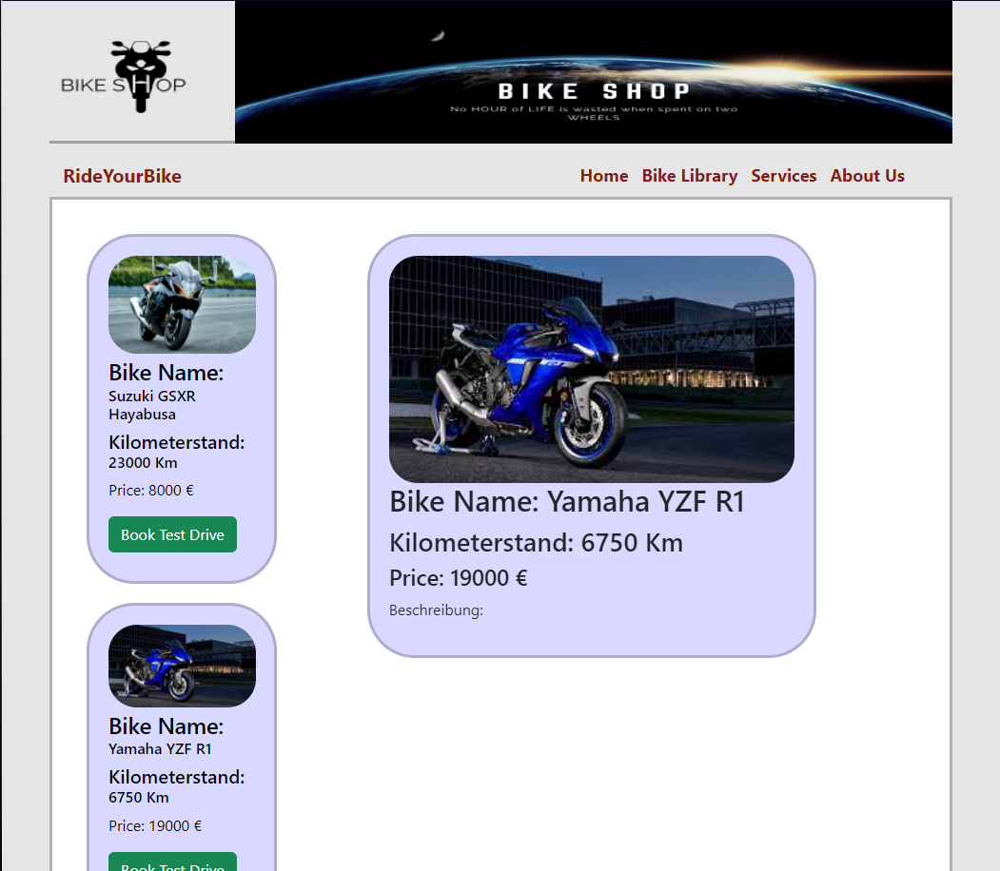 BIKE SHOP
BIKE SHOP
No HOUR of LIFE is wasted when spent on two
WHEELS
RideYourBike
Home Bike Library Services About Us
Bike Name:
Suzuki GSXR
Hayabusa
Kilometerstand:
23000 Km
Price: 8000 €
Book Test Drive
Bike Name:
Yamaha YZF R1
Kilometerstand:
6750 Km
Price: 19000 €
Book Test Drive
Bike Name: Yamaha YZF R1
Kilometerstand: 6750 Km
Price: 19000 €
Beschreibung: